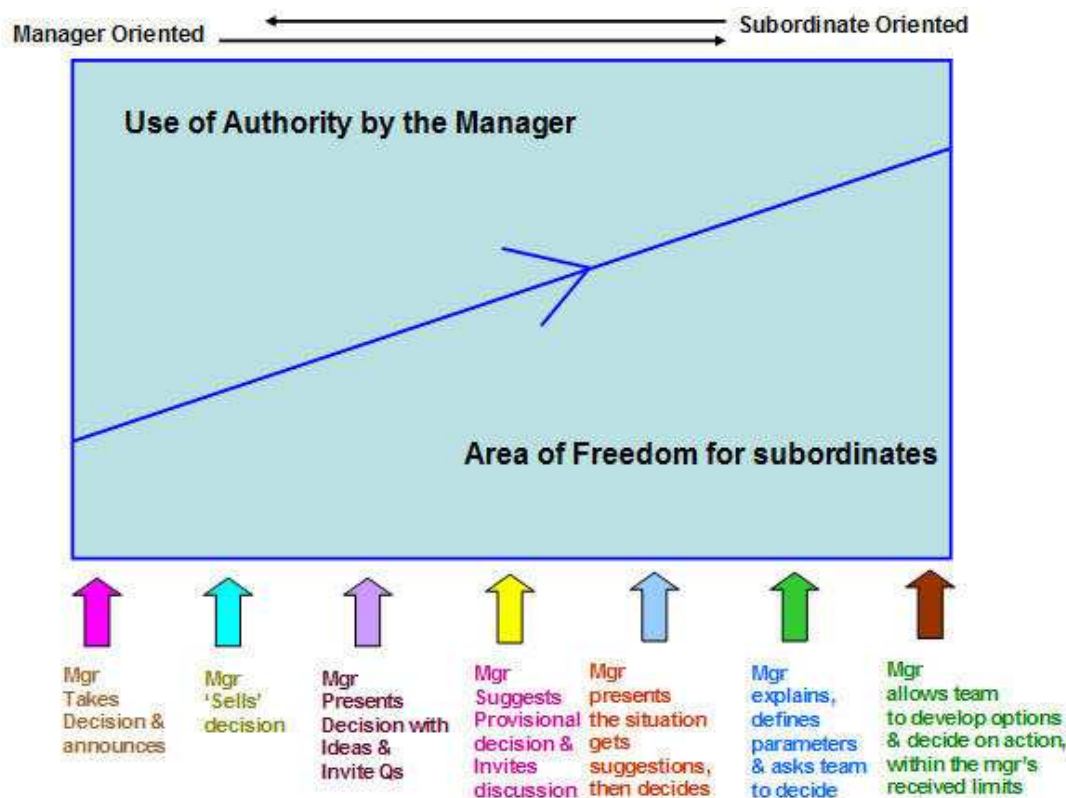 Manager Oriented
Subordinate Oriented
Use of Authority by the Manager
Area of Freedom for subordinates
Mgr
Takes
Decision &
announces
Mgr
‘Sells’
decision
Mgr
Presents
Decision with
Ideas &
Invite Qs
Mgr
Suggests
Provisional
decision &
Invites
discussion
Mgr
presents
the situation
gets
suggestions,
then decides
Mgr
explains,
defines
parameters
& asks team
to decide
Mgr
allows team
to develop options
& decide on action,
within the mgr's
received limits